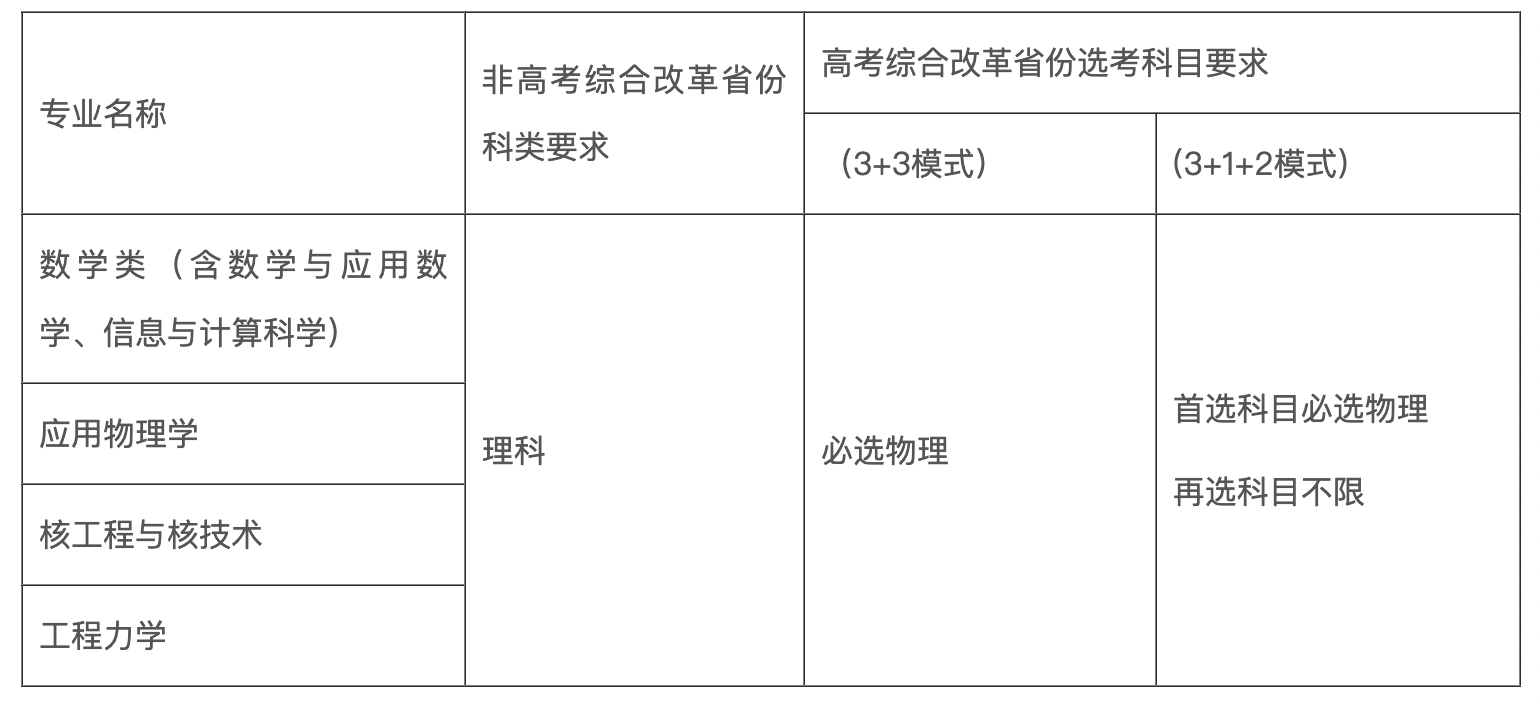 专业名称
非高考综合改革省份
科类要求
高考综合改革省份选考科目要求
（3+3模式）
(3+1+2模式）
数学类（含数学与应用数
学、信息与计算科学）
应用物理学
核工程与核技术
工程力学
理科
必选物理
首选科目必选物理
再选科目不限